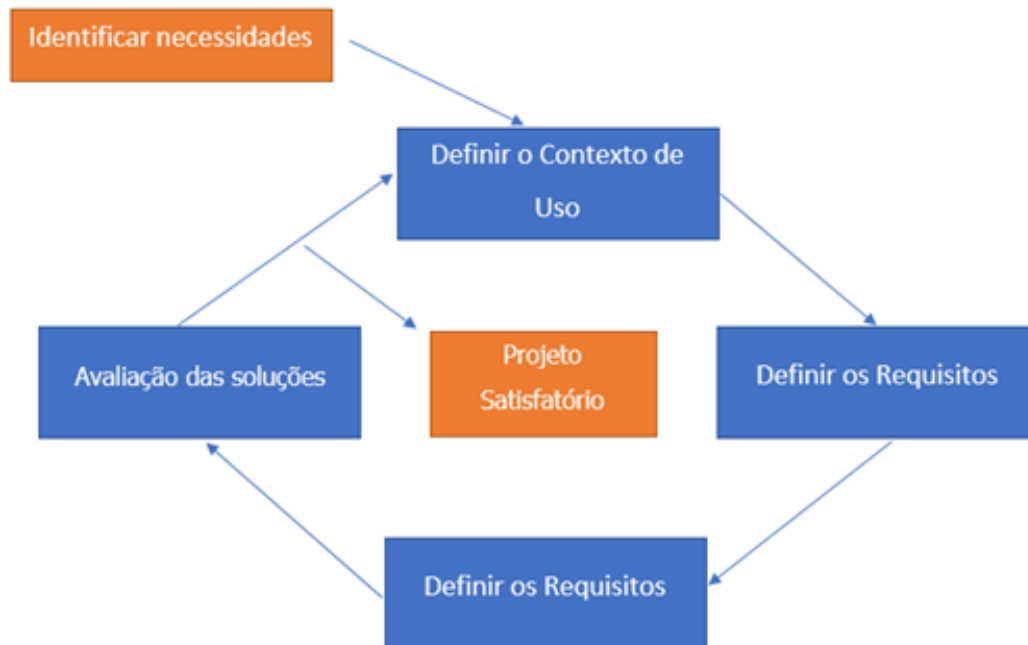 Identificar necessidades
Definir o Contexto de
Uso
Avaliação das soluções
Projeto
Satisfatório
Definir os Requisitos
Definir os Requisitos